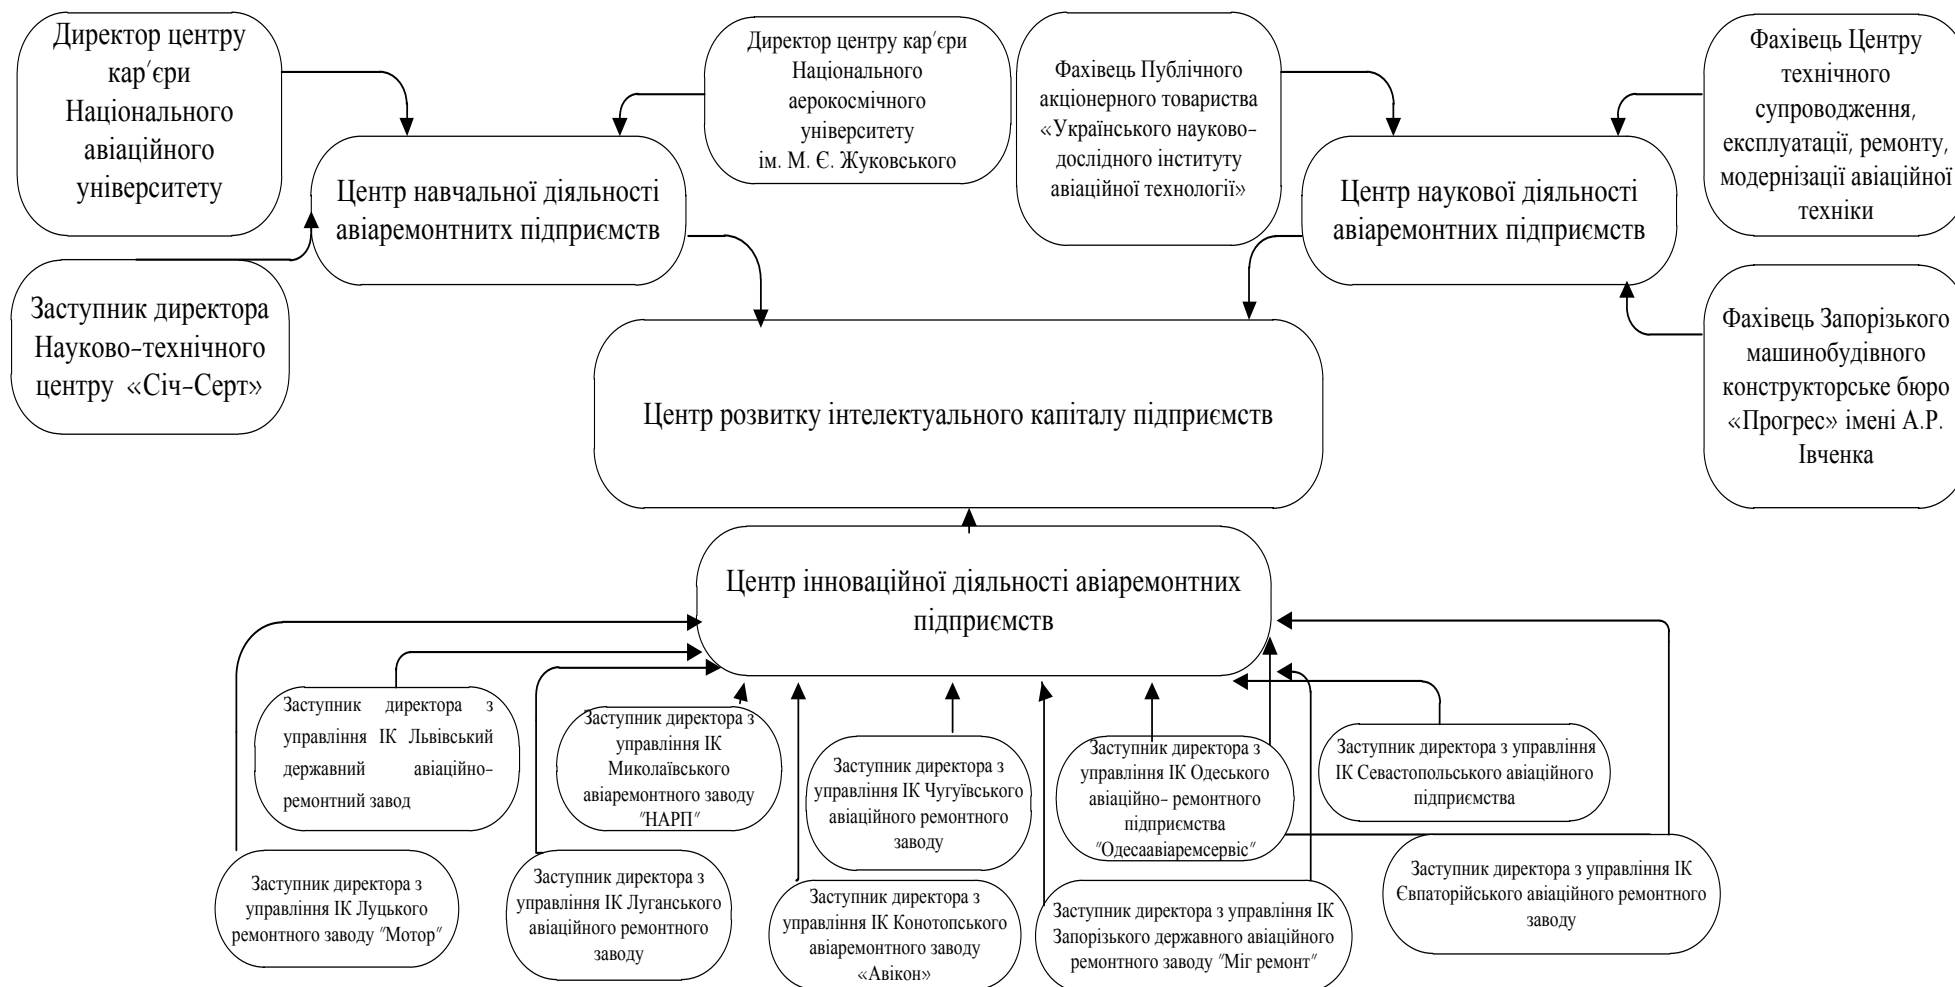 Директор центру
кар′єри
Національного
авіаційного
університету
Директор центру кар′єри
Національного
аерокосмічного
університету
ім. М. Є. Жуковського
Фахівець Публічного
акціонерного товариства
«Українського науково-
дослідного інституту
авіаційної технології»
Фахівець Центру
технічного
супроводження,
експлуатації, ремонту,
модернізації авіаційної
техніки
Центр навчальної діяльності
авіаремонтнитх підприємств
Центр наукової діяльності
авіаремонтних підприємств
Заступник директора
Науково-технічного
центру «Січ-Серт»
Фахівець Запорізького
машинобудівного
конструкторське бюро
«Прогрес» імені А.Р.
Івченка
Центр розвитку інтелектуального капіталу підприємств
Центр інноваційної діяльності авіаремонтних
підприємств
Заступник директора з
управління ІК Львівський
державний авіаційно-
ремонтний завод
Заступник директора з
управління ІК
Миколаївського
авіаремонтного заводу
″НАРП″
Заступник директора з
управління ІК Чугуївського
авіаційного ремонтного
заводу
Заступник директора з
управління ІК Одеського
авіаційно- ремонтного
підприємства
″Одесаавіаремсервіс″
Заступник директора з управління
ІК Севастопольського авіаційного
підприємства
Заступник директора з
управління ІК Луцького
ремонтного заводу ″Мотор″
Заступник директора з
управління ІК Луганського
авіаційного ремонтного
заводу
Заступник директора з
управління ІК Конотопського
авіаремонтного заводу
«Авікон»
Заступник директора з управління ІК
Запорізького державного авіаційного
ремонтного заводу ″Міг ремонт″
Заступник директора з управління ІК
Євпаторійського авіаційного ремонтного
заводу